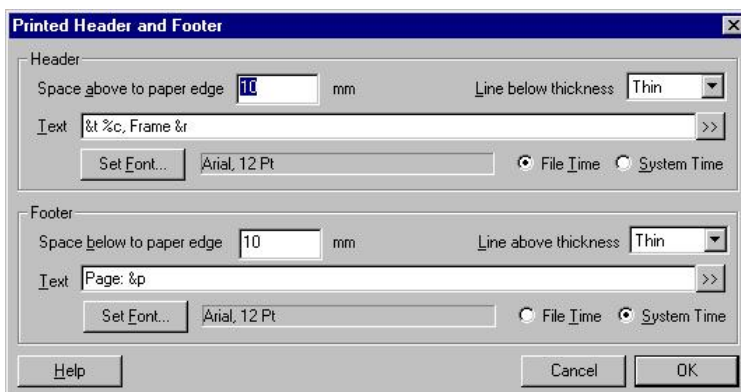 Printed Header and Footer
Header
Space above to paper edge 10 mm Line below thickness Thin
Text &t %c, Frame &r >>
Set Font... Arial, 12 Pt File Time System Time
Footer
Space below to paper edge 10 mm Line above thickness Thin
Text Page: &p >>
Set Font... Arial, 12 Pt File Time System Time
Help Cancel OK